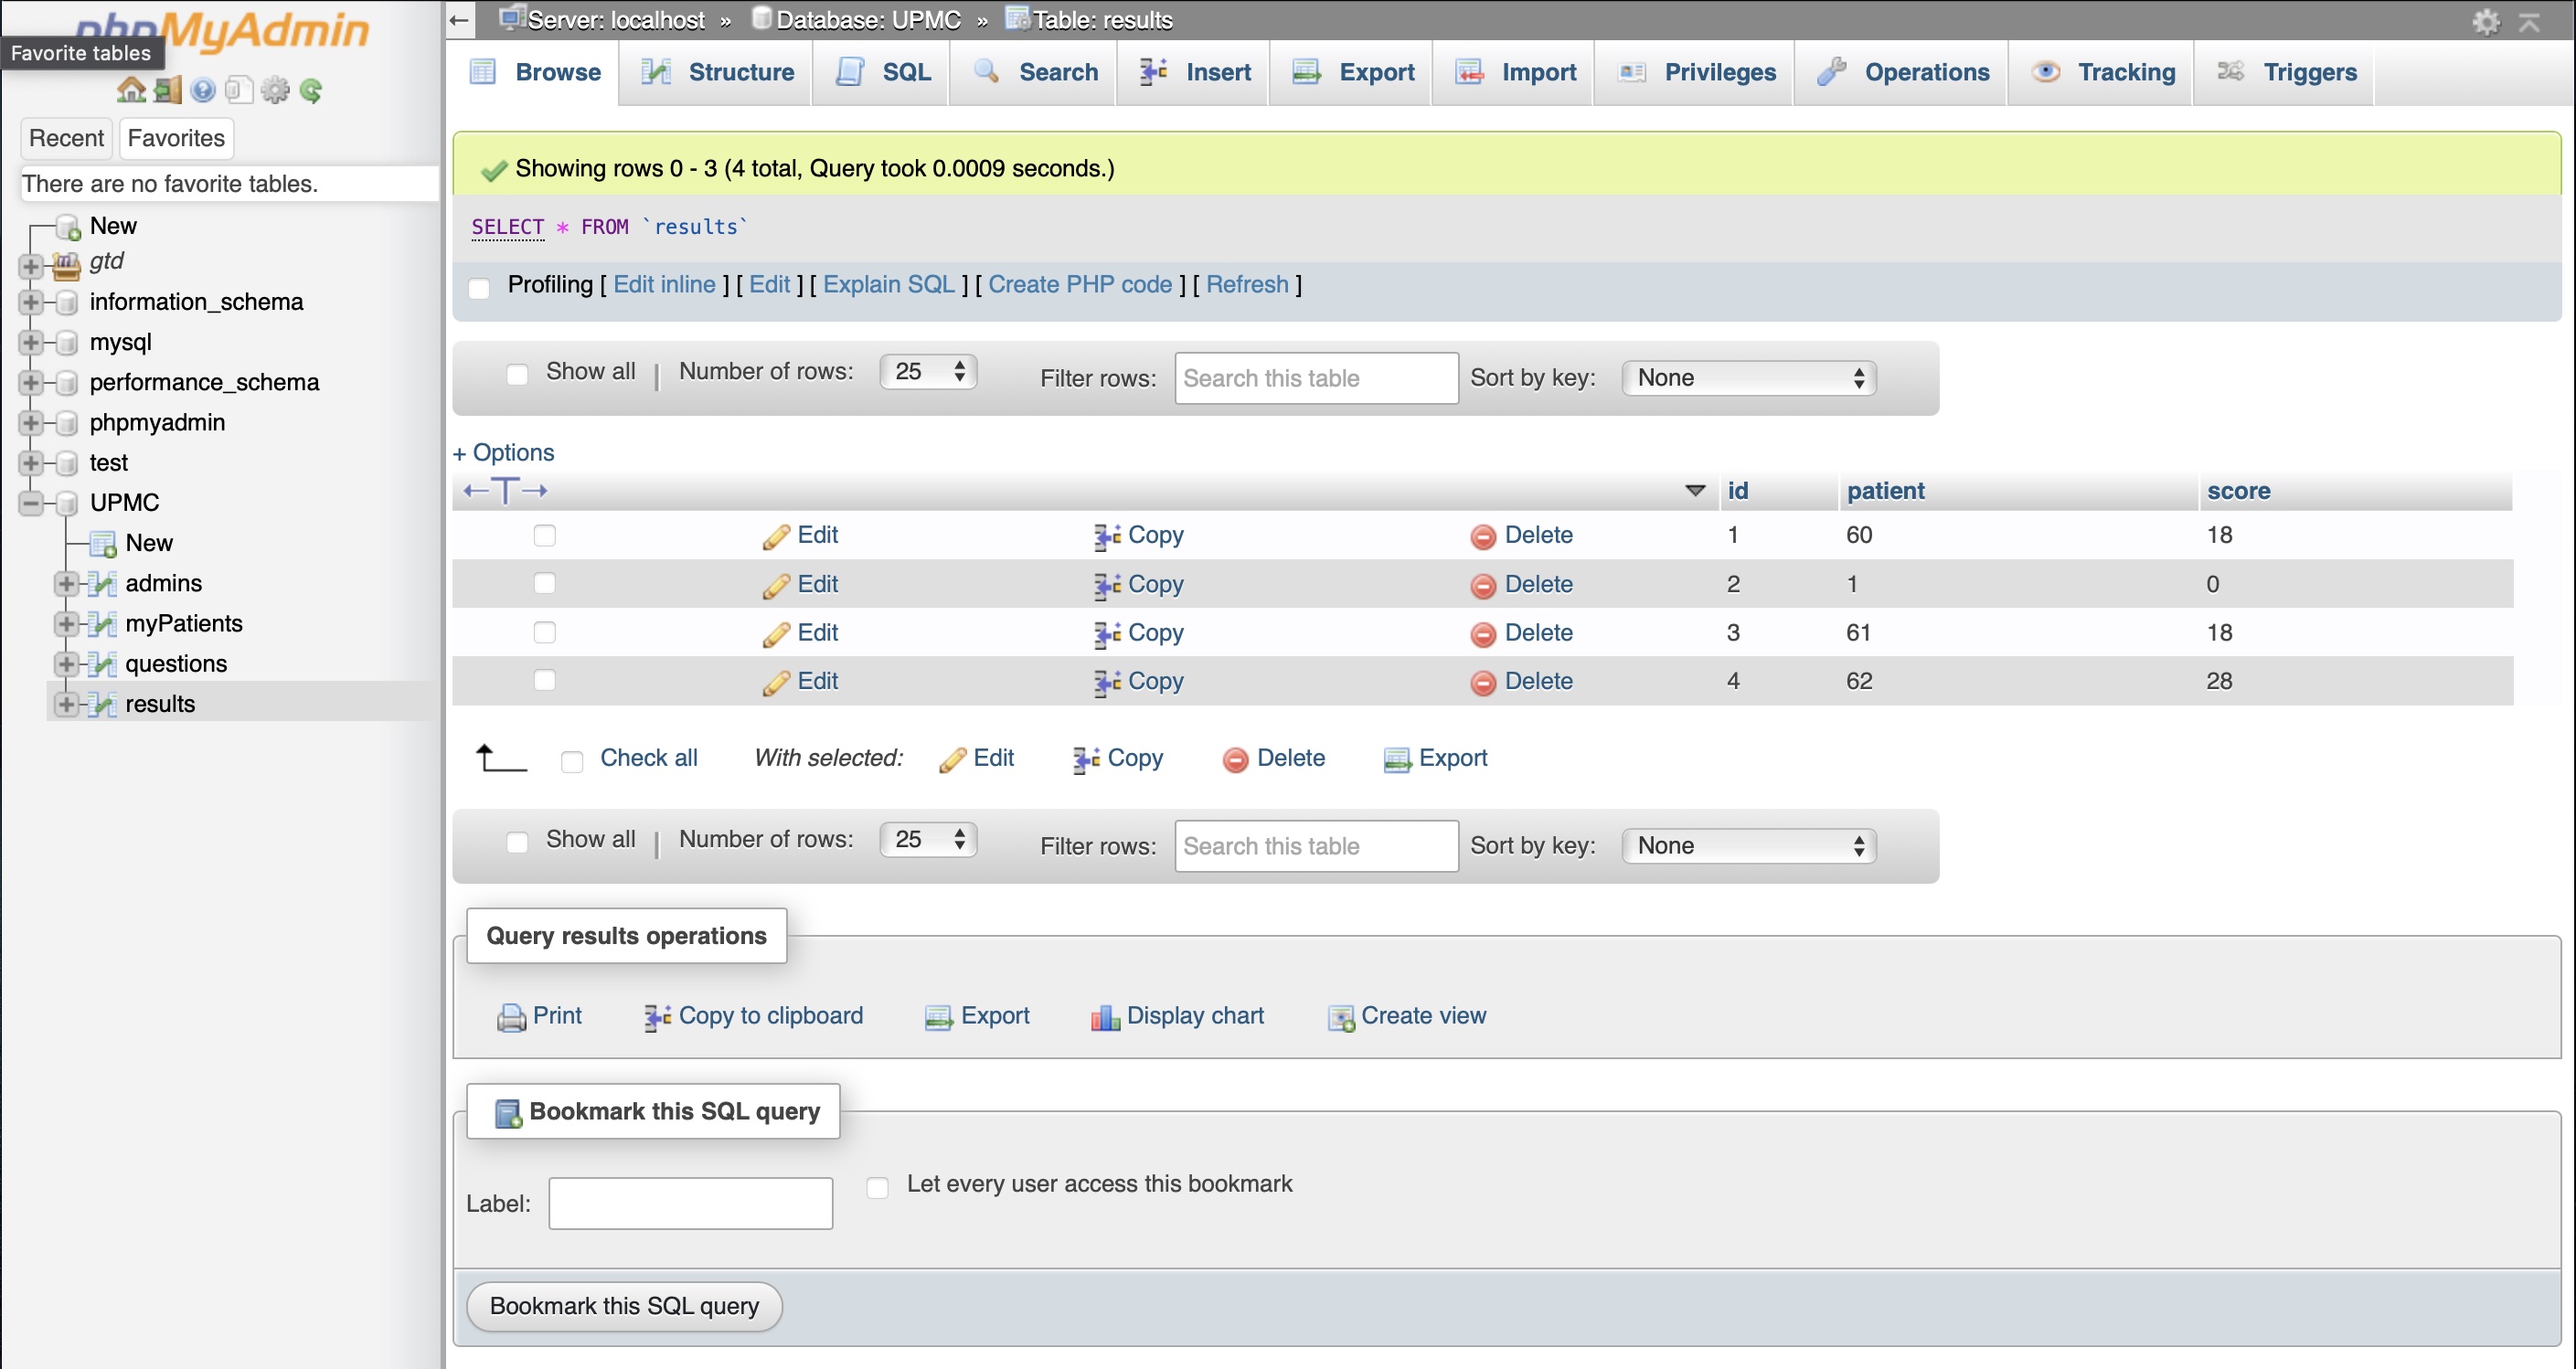 phpMyAdmin
Favorite tables
Recent Favorites
There are no favorite tables.
New
gtd
information_schema
mysql
performance_schema
phpmyadmin
test
UPMC
New
admins
myPatients
questions
results
Server: localhost » Database: UPMC » Table: results
Browse Structure SQL Search Insert Export Import Privileges Operations Tracking Triggers
Showing rows 0 - 3 (4 total, Query took 0.0009 seconds.)
SELECT * FROM `results`
Profiling [ Edit inline ] [ Edit ] [ Explain SQL ] [ Create PHP code ] [ Refresh ]
Show all | Number of rows: 25 Filter rows: Search this table Sort by key: None
+ Options
←T→ id patient score
Edit Copy Delete 1 60 18
Edit Copy Delete 2 1 0
Edit Copy Delete 3 61 18
Edit Copy Delete 4 62 28
Check all With selected: Edit Copy Delete Export
Show all | Number of rows: 25 Filter rows: Search this table Sort by key: None
Query results operations
Print Copy to clipboard Export Display chart Create view
Bookmark this SQL query
Label: Let every user access this bookmark
Bookmark this SQL query